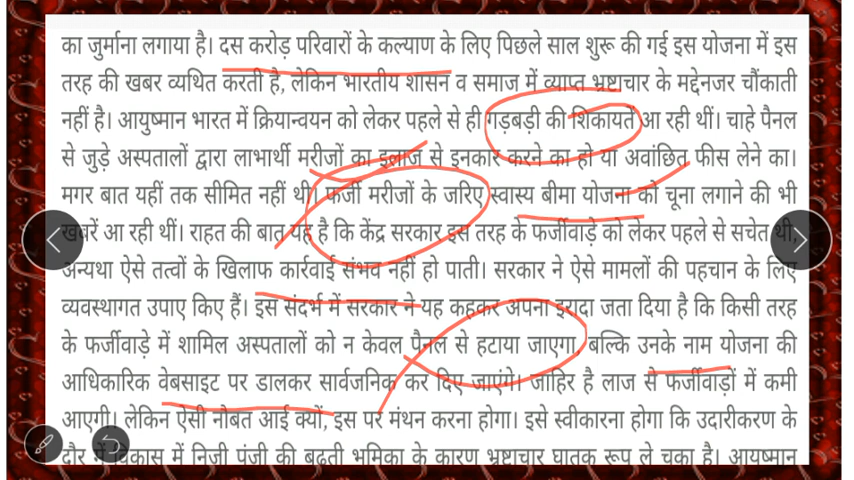 का जुर्माना लगाया है। दस करोड़ परिवारों के कल्याण के लिए पिछले साल शुरू की गई इस योजना में इस
तरह की खबर व्यथित करती है, लेकिन भारतीय शासन व समाज में व्याप्त भ्रष्टाचार के मद्देनजर चौंकाती
नहीं है। आयुष्मान भारत में क्रियान्वयन को लेकर पहले से ही गड़बड़ी की शिकायतें आ रही थीं। चाहे पैनल
से जुड़े अस्पतालों द्वारा लाभार्थी मरीजों का इलाज से इनकार करने का हो या अवांछित फीस लेने का।
मगर बात यहीं तक सीमित नहीं थी। फर्जी मरीजों के जरिए स्वास्य बीमा योजना को चूना लगाने की भी
खबरें आ रही थीं। राहत की बात यह है कि केंद्र सरकार इस तरह के फर्जीवाड़े को लेकर पहले से सचेत थी,
अन्यथा ऐसे तत्वों के खिलाफ कार्रवाई संभव नहीं हो पाती। सरकार ने ऐसे मामलों की पहचान के लिए
व्यवस्थागत उपाए किए हैं। इस संदर्भ में सरकार ने यह कहकर अपना इरादा जता दिया है कि किसी तरह
के फर्जीवाड़े में शामिल अस्पतालों को न केवल पैनल से हटाया जाएगा, बल्कि उनके नाम योजना की
आधिकारिक वेबसाइट पर डालकर सार्वजनिक कर दिए जाएंगे। जाहिर है लाज से फर्जीवाड़ों में कमी
आएगी। लेकिन ऐसी नोबत आई क्यों, इस पर मंथन करना होगा। इसे स्वीकारना होगा कि उदारीकरण के
दौर में विकास में निजी पूंजी की बढ़ती भूमिका के कारण भ्रष्टाचार घातक रूप ले चुका है। आयुष्मान